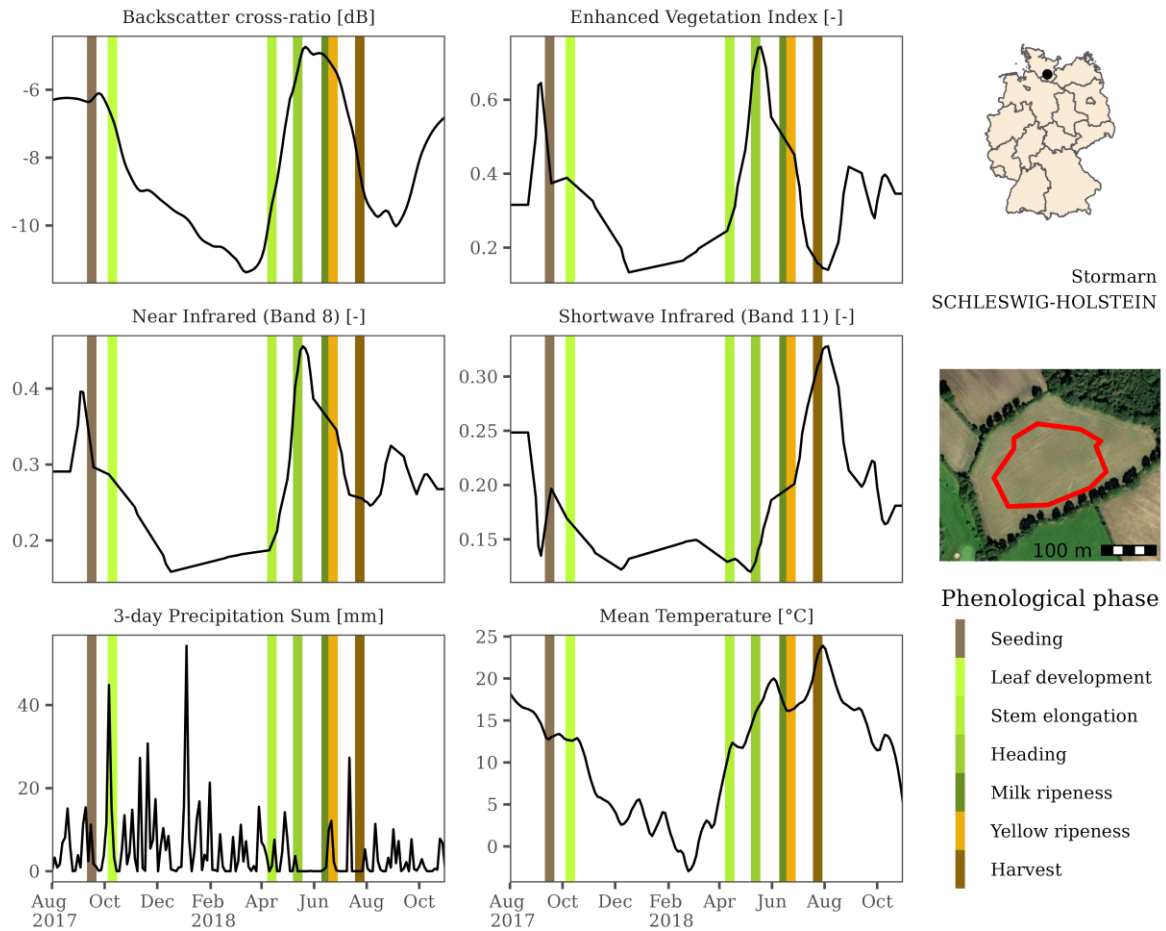 Backscatter cross-ratio [dB]
Enhanced Vegetation Index [-]
-6
-8
-10
0.6
0.4
0.2
Stormarn
SCHLESWIG-HOLSTEIN
Near Infrared (Band 8) [-]
Shortwave Infrared (Band 11) [-]
0.4
0.3
0.2
0.30
0.25
0.20
0.15
100 m
3-day Precipitation Sum [mm]
Mean Temperature [°C]
40
20
0
25
20
15
10
5
0
Aug Oct Dec Feb Apr Jun Aug Oct
2017 2018
Aug Oct Dec Feb Apr Jun Aug Oct
2017 2018
Phenological phase
Seeding
Leaf development
Stem elongation
Heading
Milk ripeness
Yellow ripeness
Harvest